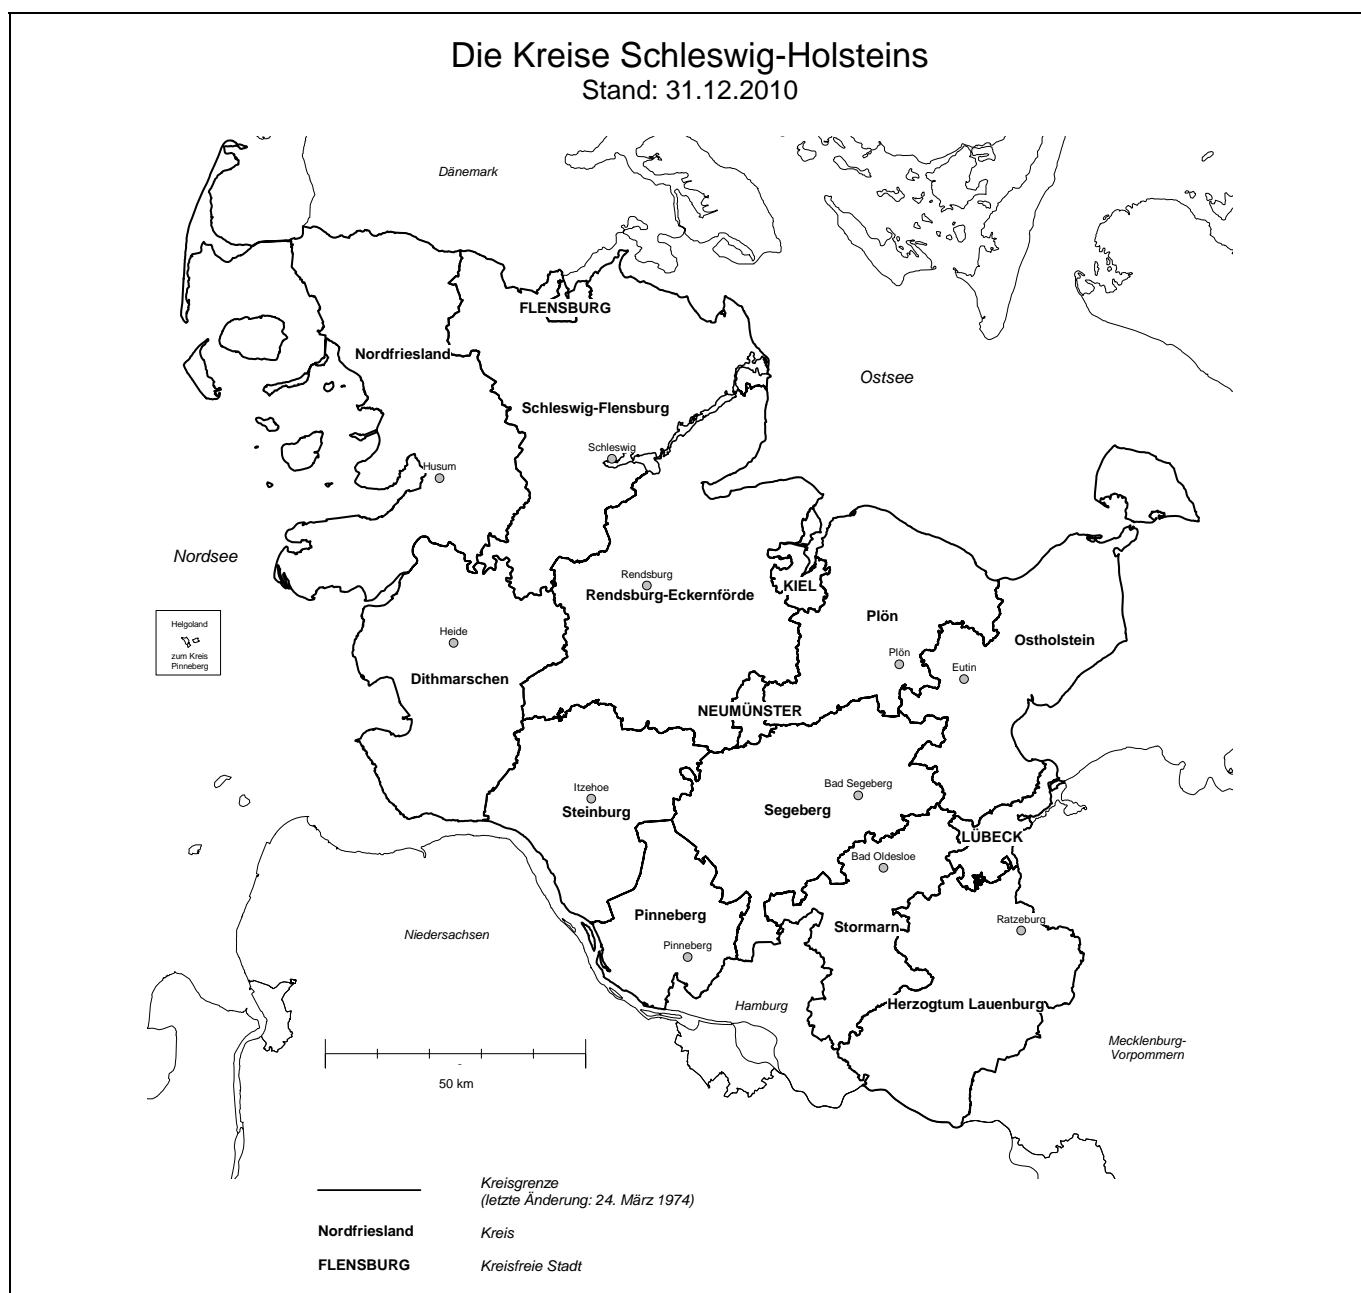 Die Kreise Schleswig-Holsteins
Stand: 31.12.2010
Dänemark
FLENSBURG
Nordfriesland
Ostsee
Schleswig-Flensburg
Schleswig
Husum
Nordsee
Rendsburg
Rendsburg-Eckernförde
KIEL
Plön
Helgoland
zum Kreis
Pinneberg
Heide
Dithmarschen
Ostholstein
Plön
Eutin
NEUMÜNSTER
Itzehoe
Steinburg
Bad Segeberg
Segeberg
LÜBECK
Bad Oldesloe
Pinneberg
Stormarn
Ratzeburg
Niedersachsen
Pinneberg
Hamburg
Herzogtum Lauenburg
Mecklenburg-
Vorpommern
50 km
Kreisgrenze
(letzte Änderung: 24. März 1974)
Nordfriesland Kreis
FLENSBURG Kreisfreie Stadt